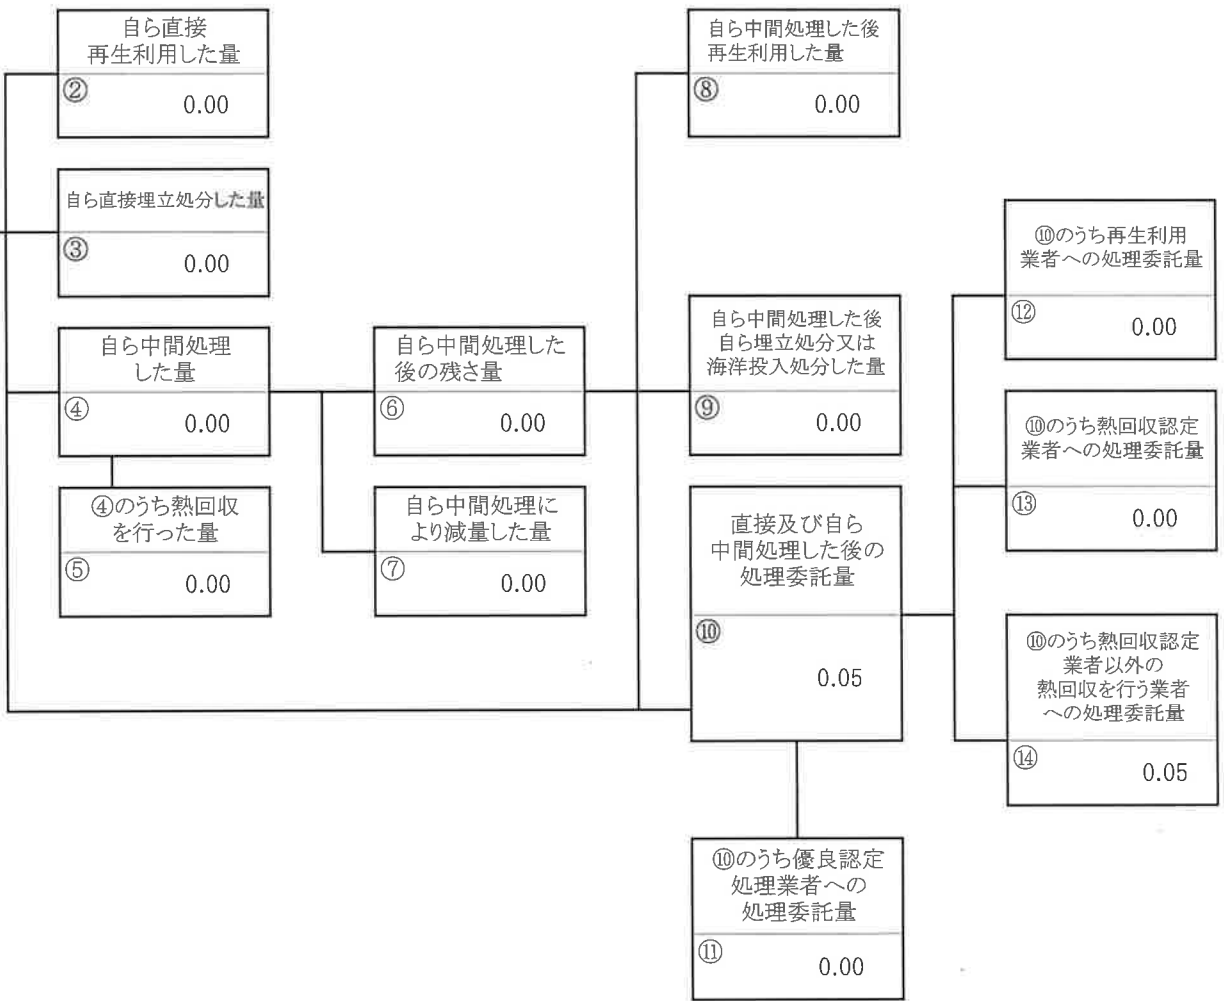 自ら直接
再生利用した量
②
0.00
自ら直接埋立処分した量
③
0.00
自ら中間処理
した量
④
0.00
④のうち熱回収
を行った量
⑤
0.00
自ら中間処理した
後の残さ量
⑥
0.00
自ら中間処理に
より減量した量
⑦
0.00
自ら中間処理した後
再生利用した量
⑧
0.00
自ら中間処理した後
自ら埋立処分又は
海洋投入処分した量
⑨
0.00
直接及び自ら
中間処理した後の
処理委託量
⑩
0.05
⑩のうち優良認定
処理業者への
処理委託量
⑪
0.00
⑩のうち再生利用
業者への処理委託量
⑫
0.00
⑩のうち熱回収認定
業者への処理委託量
⑬
0.00
⑩のうち熱回収認定
業者以外の
熱回収を行う業者
への処理委託量
⑭
0.05